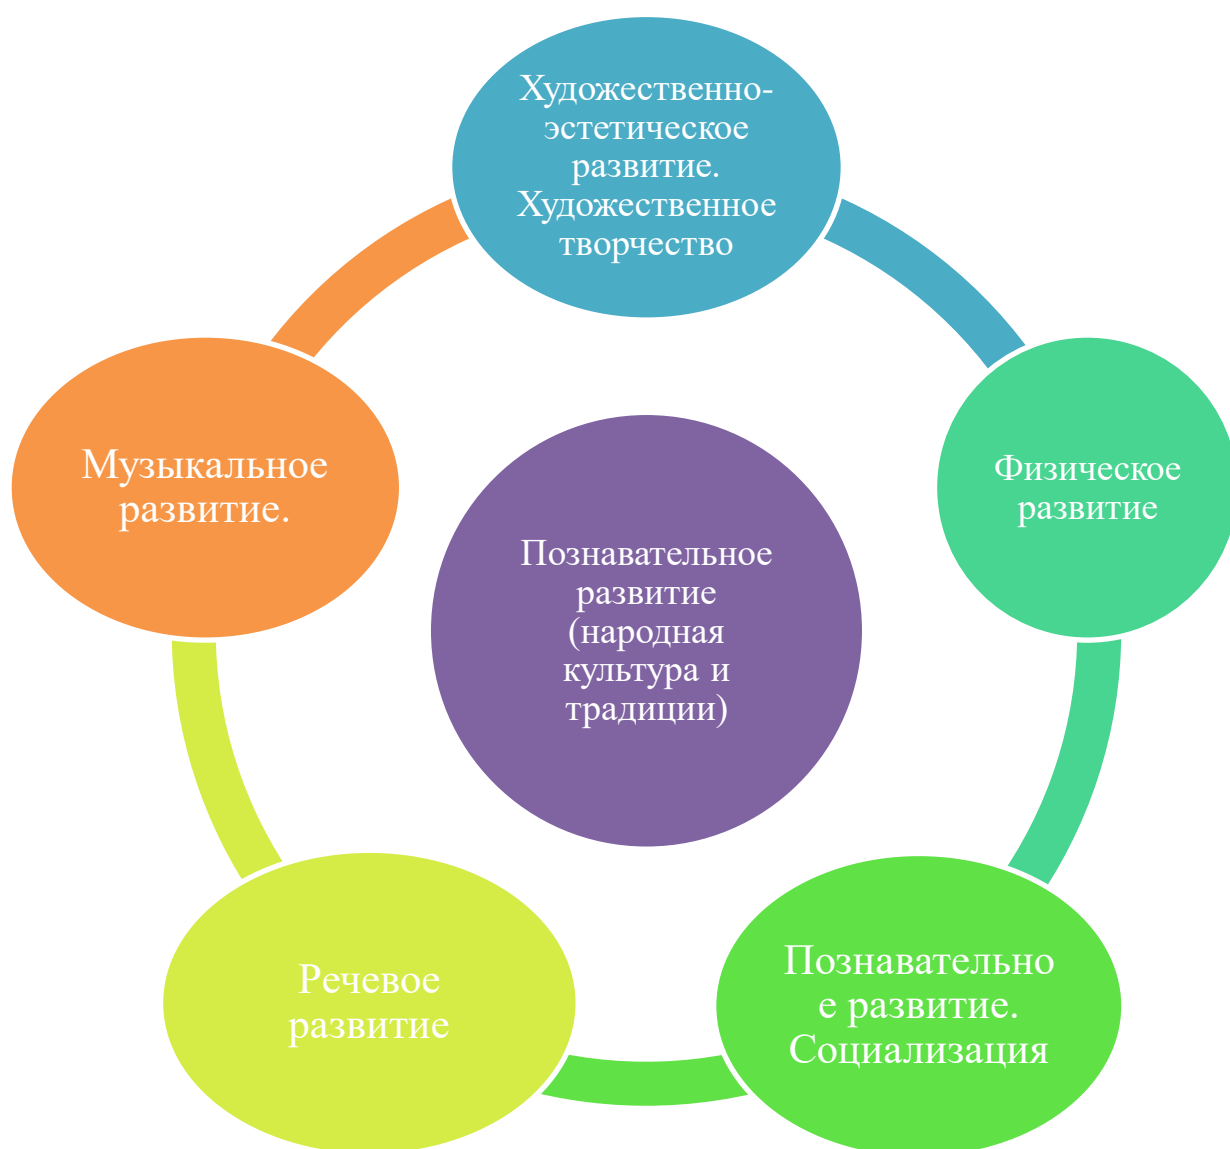 Художественно-
эстетическое
развитие.
Художественное
творчество
Физическое
развитие
Познавательно
е развитие.
Социализация
Речевое
развитие
Музыкальное
развитие.
Познавательное
развитие
(народная
культура и
традиции)